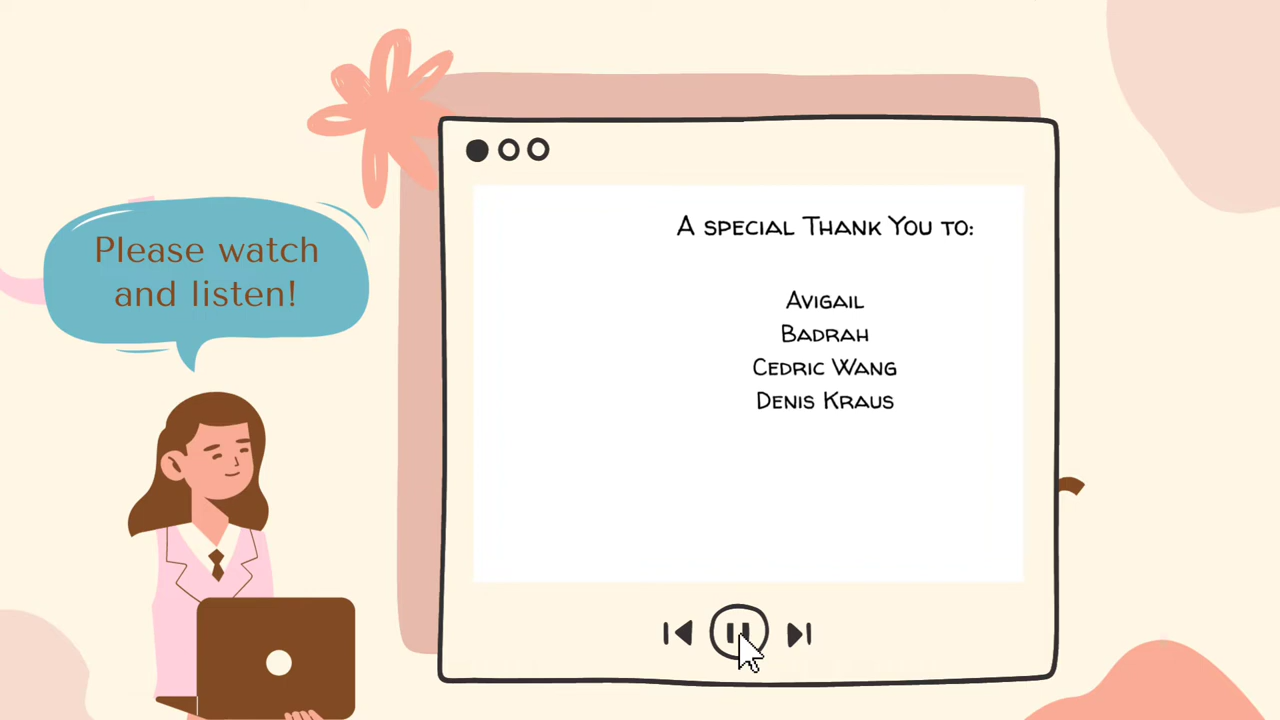 Please watch
and listen!
A special Thank You to:
Avigail
Badrah
Cedric Wang
Denis Kraus